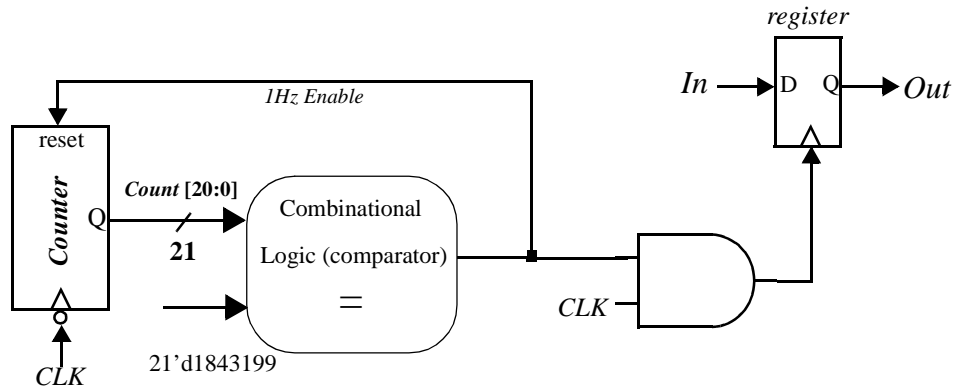 register
In
D
Q
Out
1Hz Enable
reset
Counter
Q
Count [20:0]
21
Combinational
Logic (comparator)
=
CLK
21’d1843199
CLK